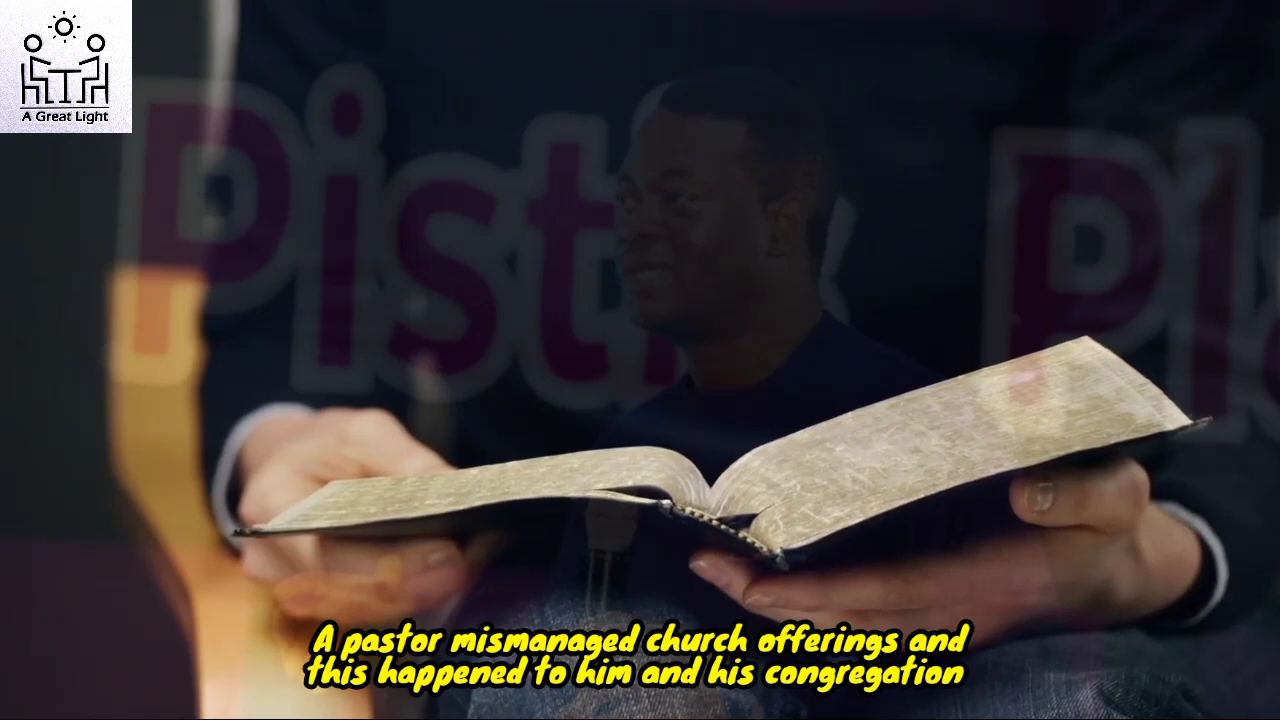 A Great Light
A pastor mismanaged church offerings and
this happened to him and his congregation